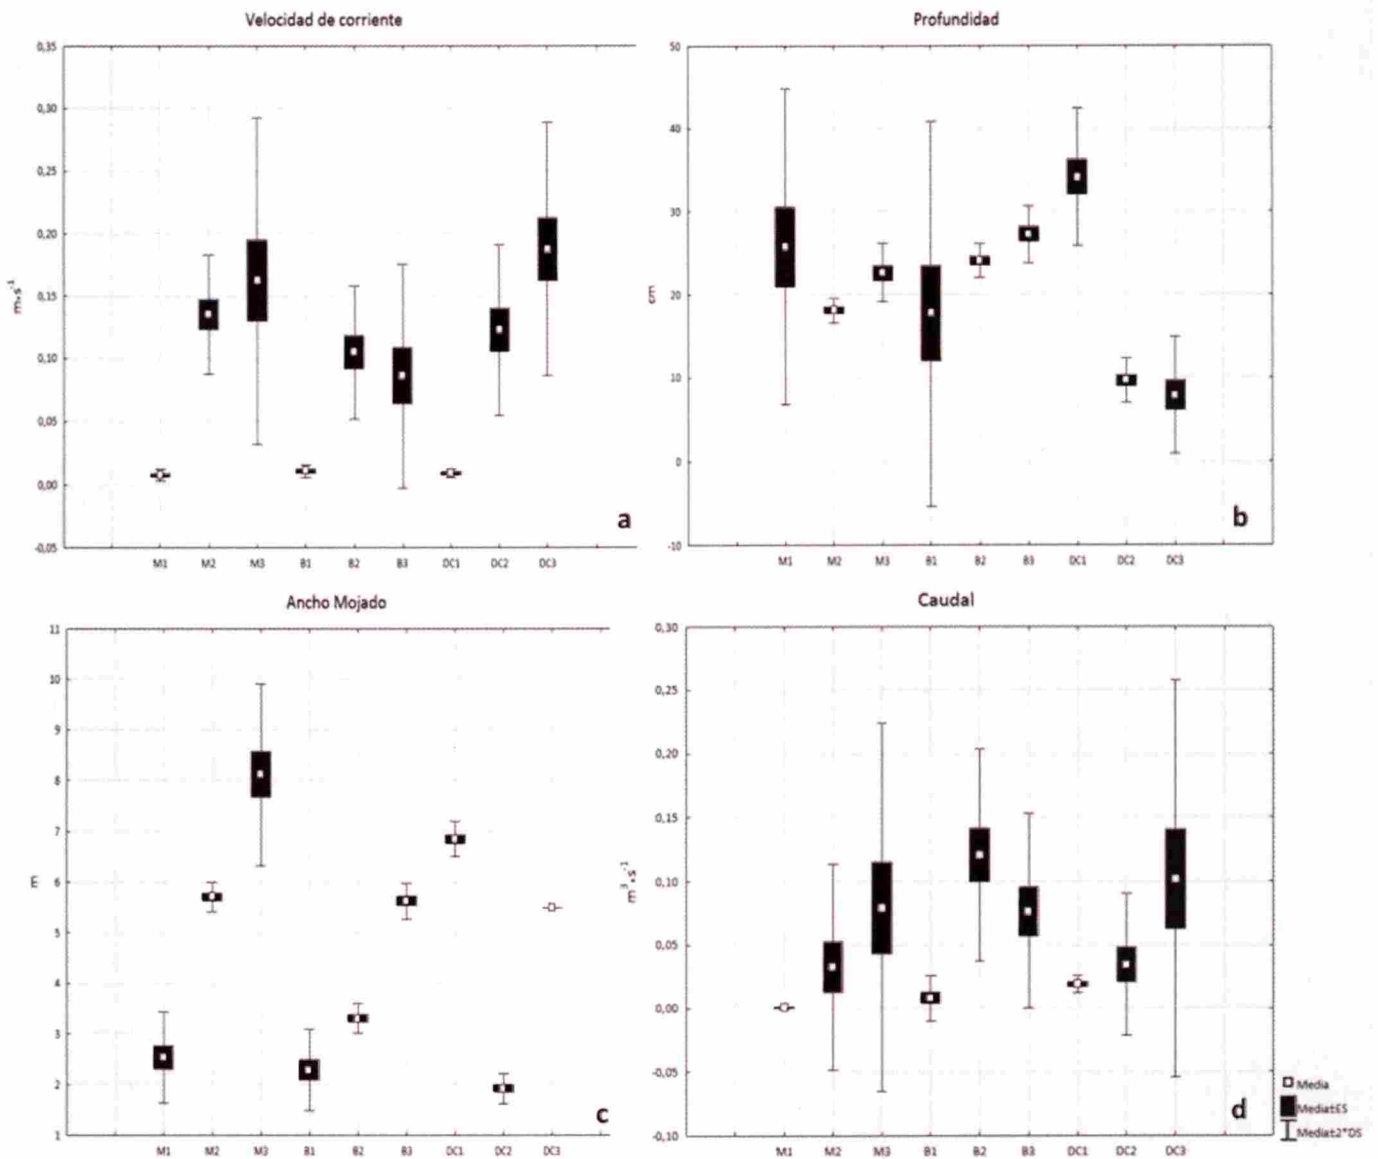 Velocidad de corriente
0,35
0,30
0,25
0,20
0,15
0,10
0,05
0,00
-0,05
m•s⁻¹
M1 M2 M3 B1 B2 B3 DC1 DC2 DC3
a
Profundidad
50
40
30
20
10
0
-10
cm
M1 M2 M3 B1 B2 B3 DC1 DC2 DC3
b
Ancho Mojado
11
10
9
8
7
6
5
4
3
2
1
m
M1 M2 M3 B1 B2 B3 DC1 DC2 DC3
c
Caudal
0,30
0,25
0,20
0,15
0,10
0,05
0,00
-0,05
-0,10
m³•s⁻¹
M1 M2 M3 B1 B2 B3 DC1 DC2 DC3
d
Media
Media±ES
Media±2*DS